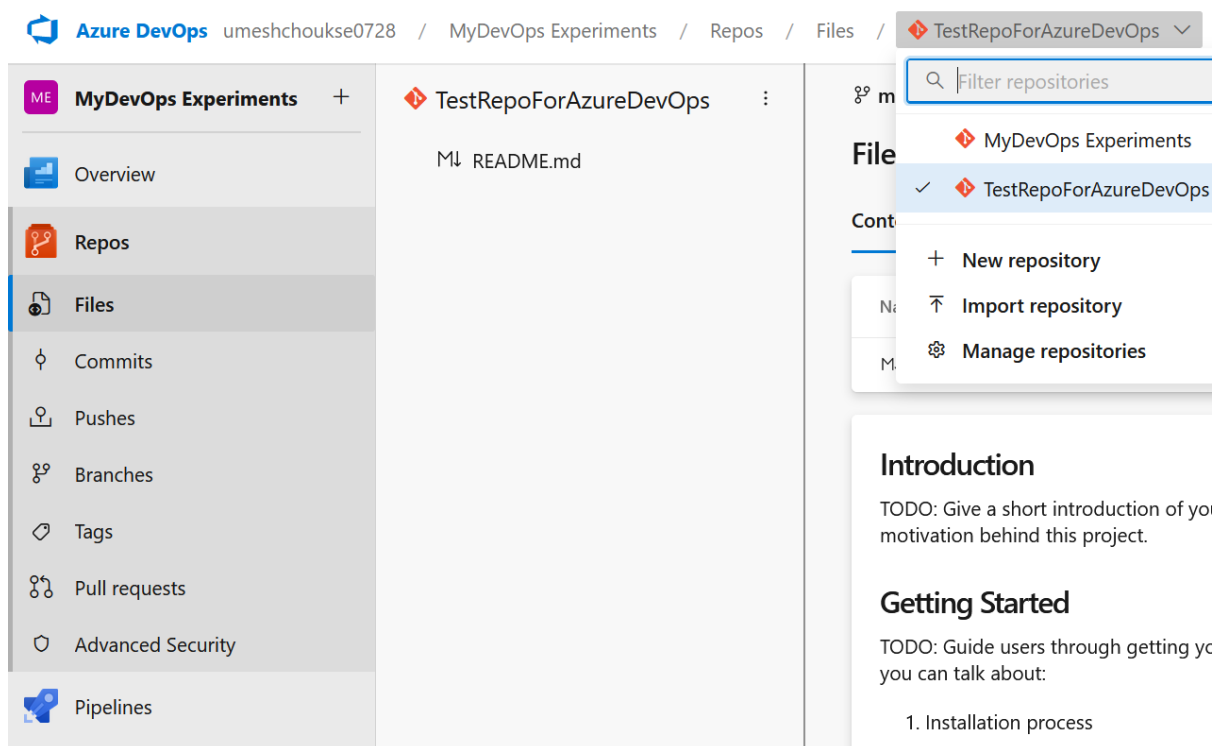 Azure DevOps umeshchoukse0728 / MyDevOps Experiments / Repos / Files / TestRepoForAzureDevOps
ME MyDevOps Experiments +
Overview
Repos
Files
Commits
Pushes
Branches
Tags
Pull requests
Advanced Security
Pipelines
TestRepoForAzureDevOps
M↓ README.md
Filter repositories
MyDevOps Experiments
TestRepoForAzureDevOps
+ New repository
Import repository
Manage repositories
Introduction
TODO: Give a short introduction of
motivation behind this project.
Getting Started
TODO: Guide users through getting
you can talk about:
1. Installation process